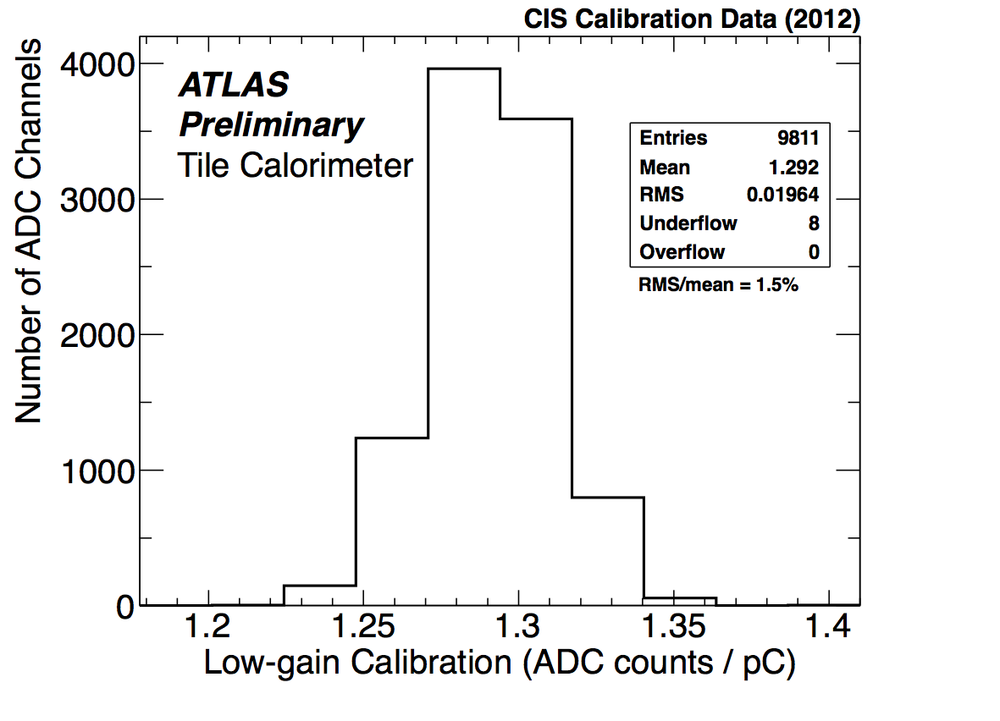 CIS Calibration Data (2012)
Number of ADC Channels
4000
3000
2000
1000
0
ATLAS
Preliminary
Tile Calorimeter
Entries 9811
Mean 1.292
RMS 0.01964
Underflow 8
Overflow 0
RMS/mean = 1.5%
1.2 1.25 1.3 1.35 1.4
Low-gain Calibration (ADC counts / pC)